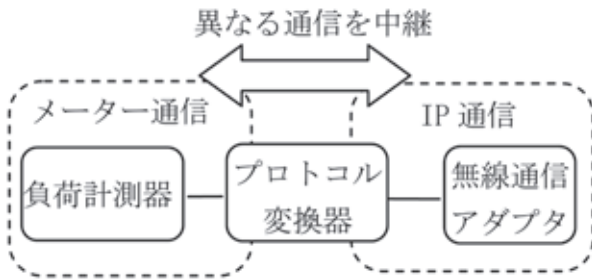 異なる通信を中継
メーター通信
IP 通信
負荷計測器
プロトコル
変換器
無線通信
アダプタ